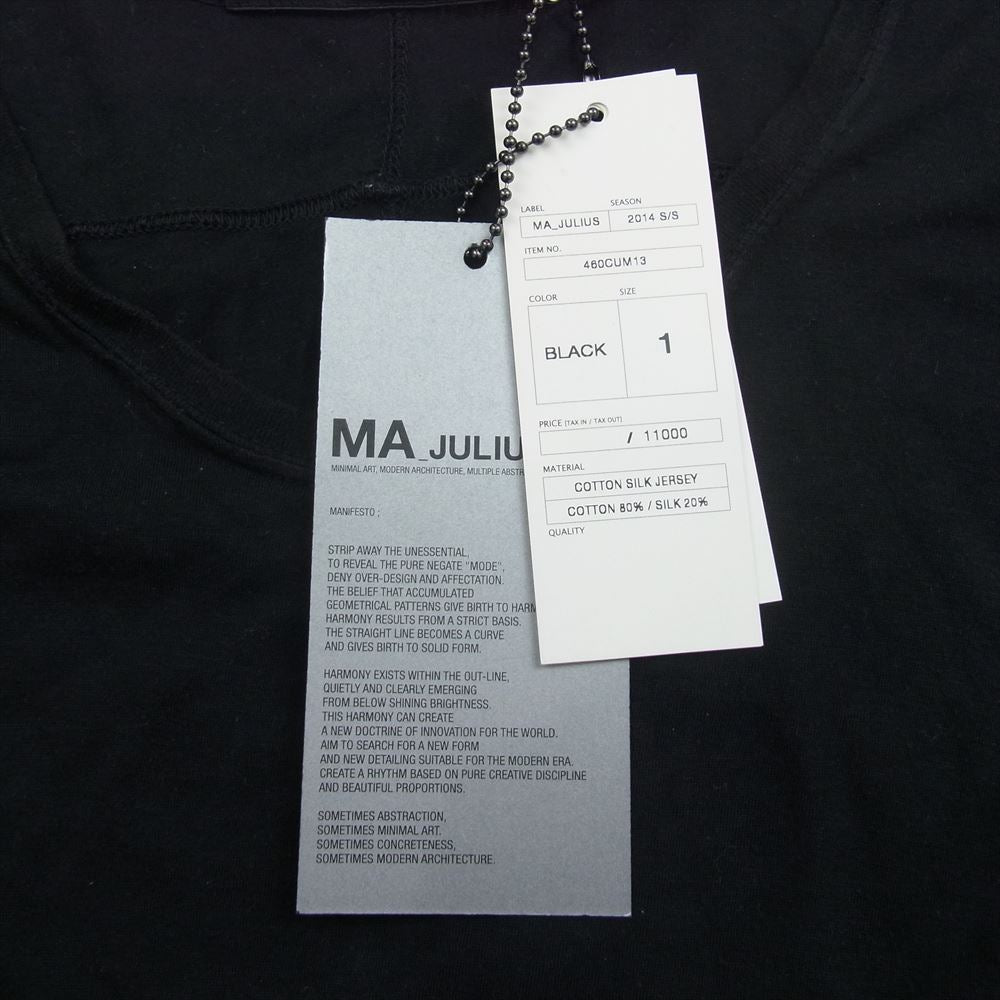 LABEL SEASON
MA_JULIUS 2014 S/S
ITEM NO.
460CUM13
COLOR SIZE
BLACK 1
PRICE [TAX IN / TAX OUT]
/ 11000
MATERIAL
COTTON SILK JERSEY
COTTON 80% / SILK 20%
QUALITY
MA_JULIU
MINIMAL ART, MODERN ARCHITECTURE, MULTIPLE ABSTR
MANIFESTO ;
STRIP AWAY THE UNESSENTIAL,
TO REVEAL THE PURE NEGATE "MODE",
DENY OVER-DESIGN AND AFFECTATION.
THE BELIEF THAT ACCUMULATED
GEOMETRICAL PATTERNS GIVE BIRTH TO HARM
HARMONY RESULTS FROM A STRICT BASIS.
THE STRAIGHT LINE BECOMES A CURVE
AND GIVES BIRTH TO SOLID FORM.
HARMONY EXISTS WITHIN THE OUT-LINE,
QUIETLY AND CLEARLY EMERGING
FROM BELOW SHINING BRIGHTNESS.
THIS HARMONY CAN CREATE
A NEW DOCTRINE OF INNOVATION FOR THE WORLD.
AIM TO SEARCH FOR A NEW FORM
AND NEW DETAILING SUITABLE FOR THE MODERN ERA.
CREATE A RHYTHM BASED ON PURE CREATIVE DISCIPLINE
AND BEAUTIFUL PROPORTIONS.
SOMETIMES ABSTRACTION,
SOMETIMES MINIMAL ART.
SOMETIMES CONCRETENESS,
SOMETIMES MODERN ARCHITECTURE.